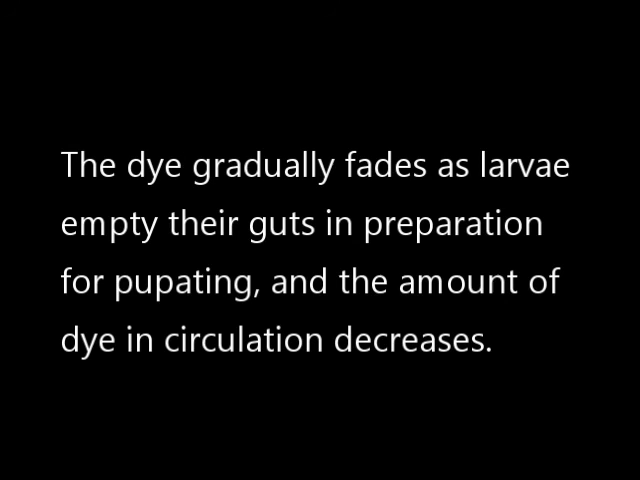 The dye gradually fades as larvae
empty their guts in preparation
for pupating, and the amount of
dye in circulation decreases.